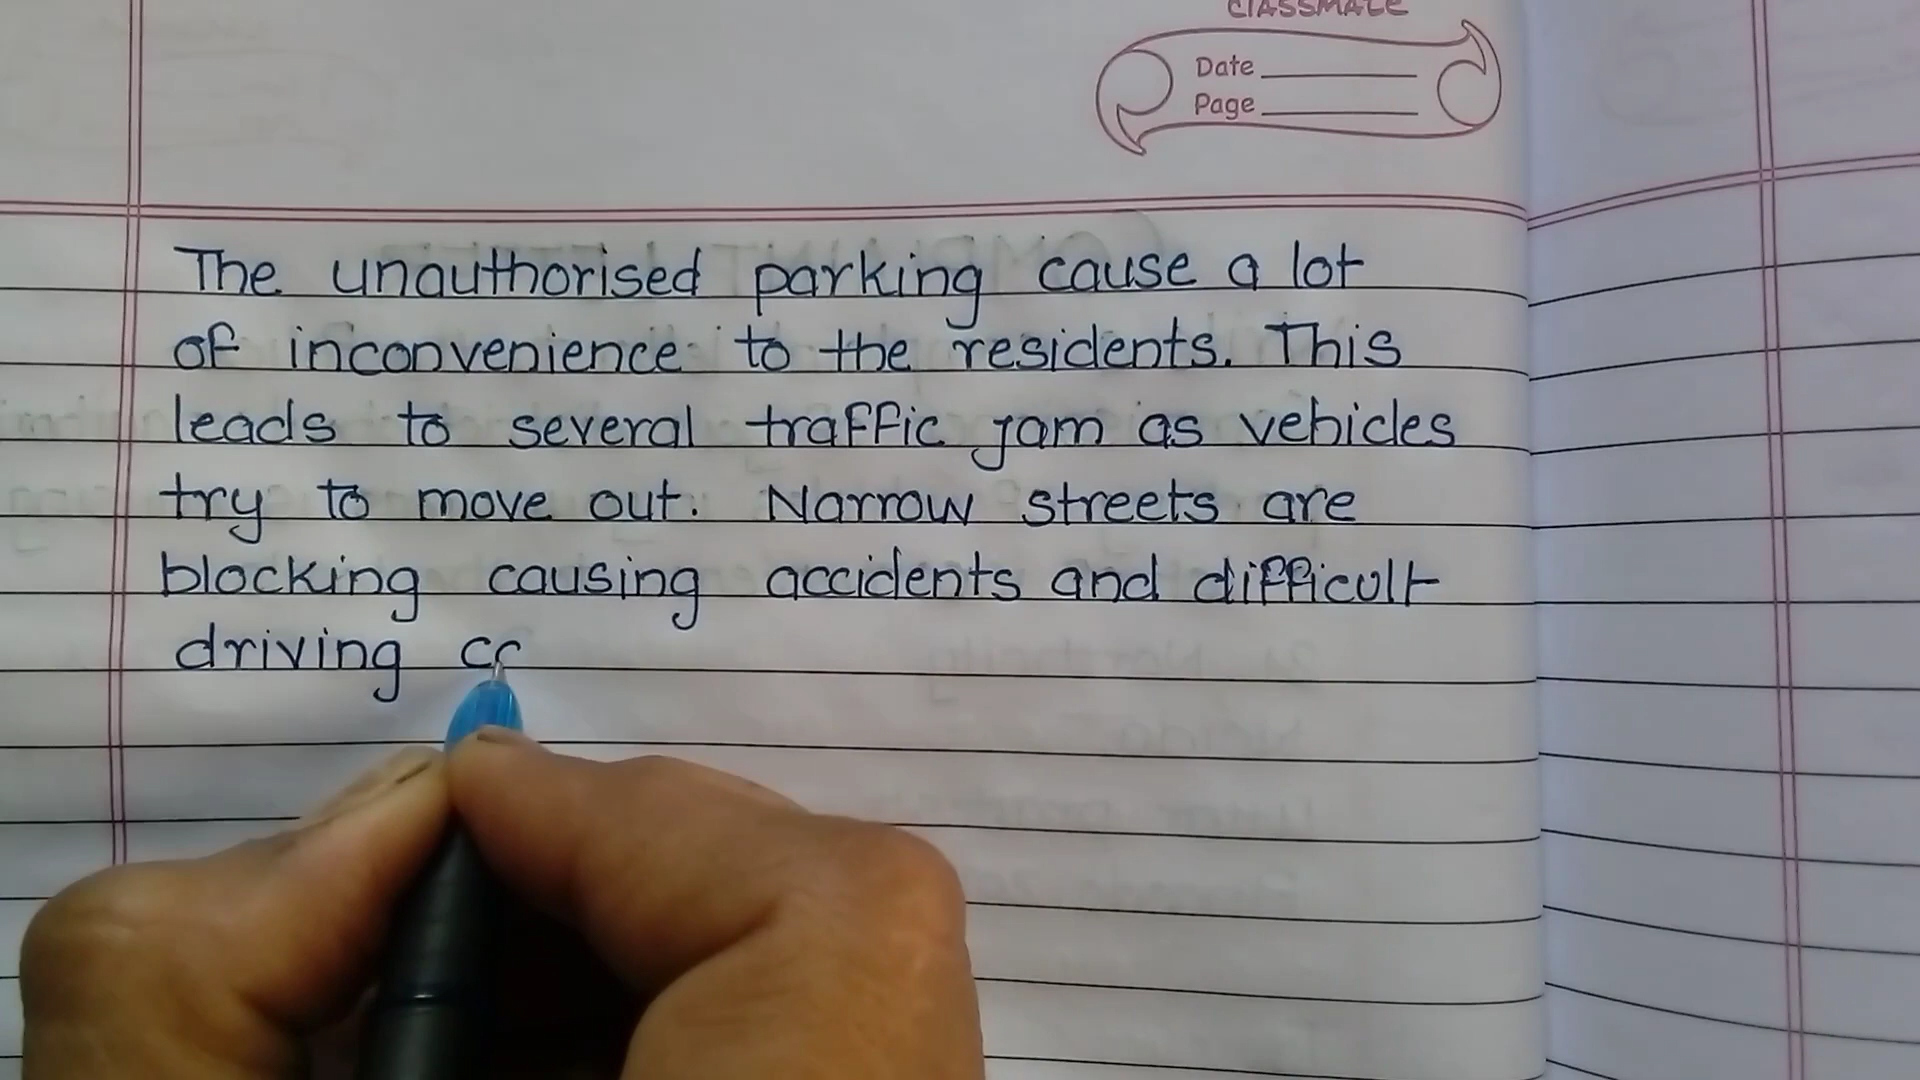 CLASSMATE
Date
Page
The unauthorised parking cause a lot
of inconvenience to the residents. This
leads to several traffic jam as vehicles
try to move out. Narrow streets are
blocking causing accidents and difficult
driving